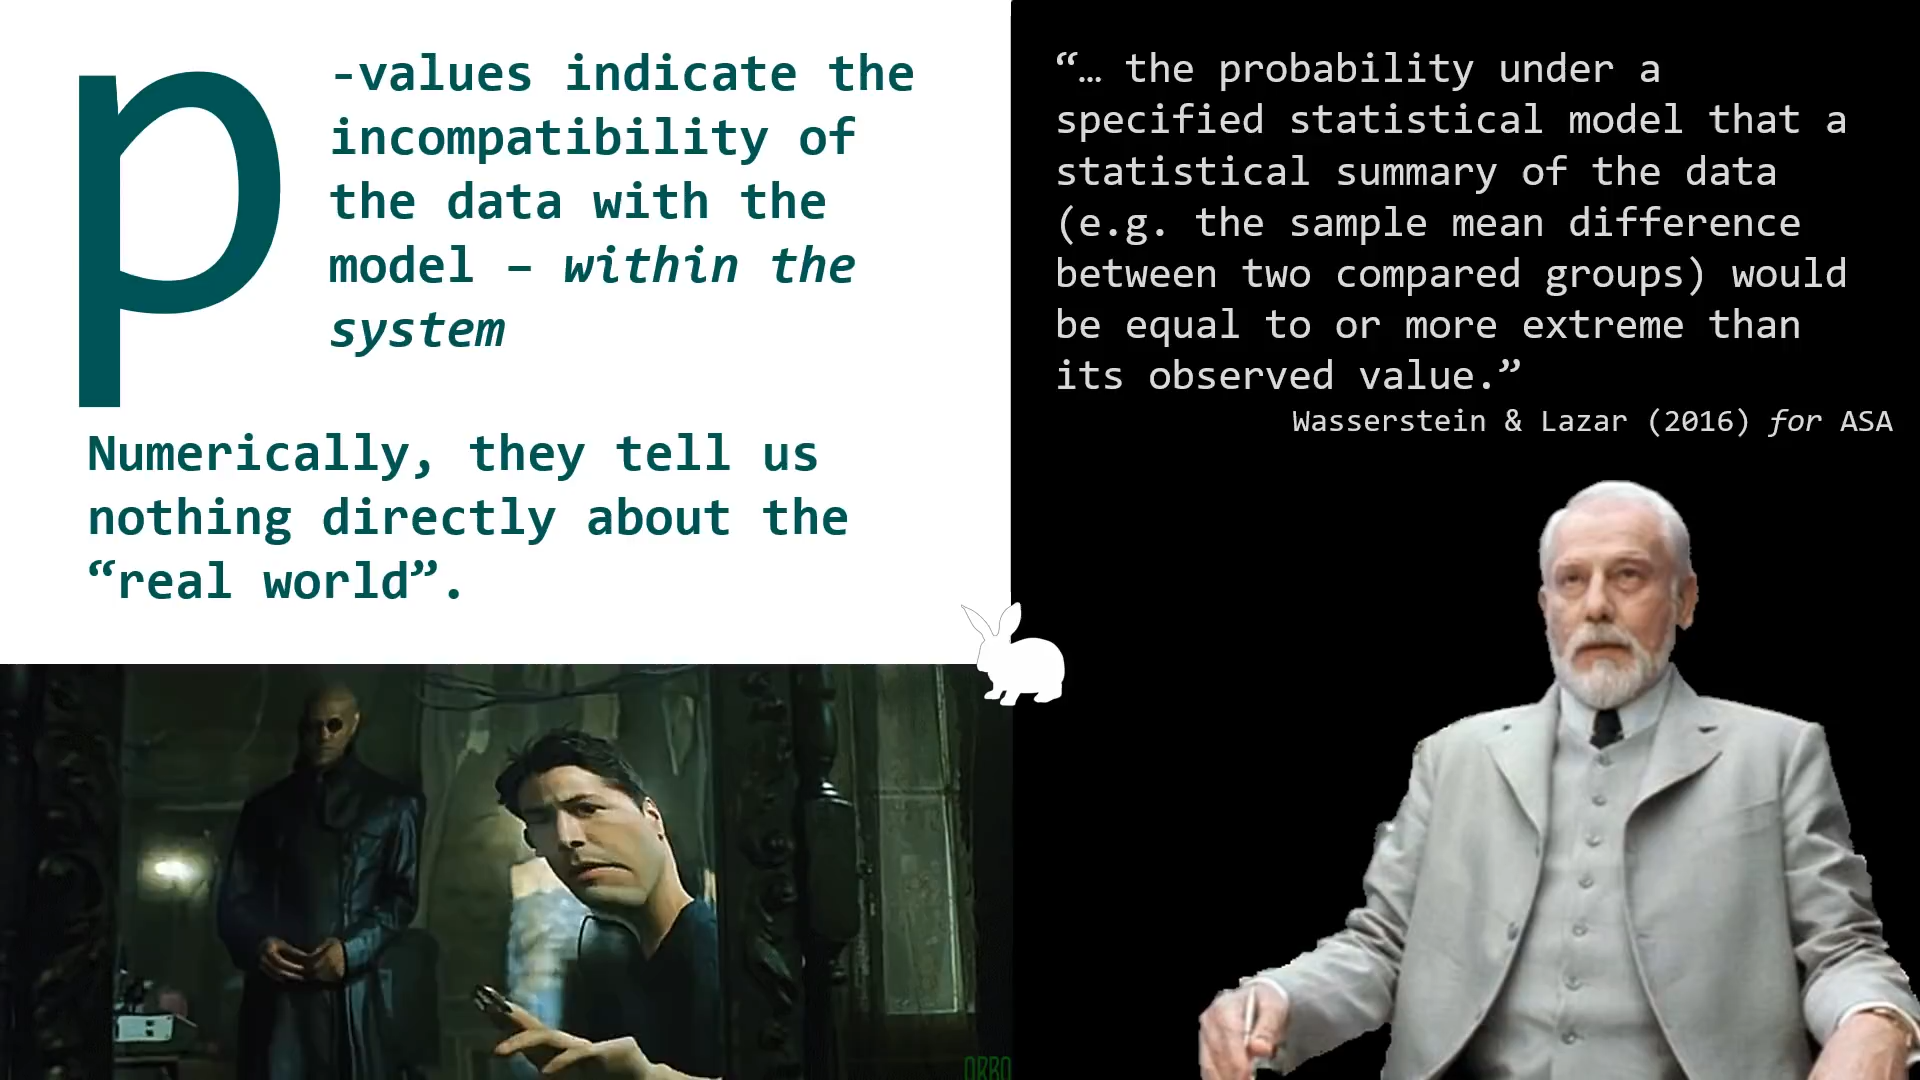 p
-values indicate the
incompatibility of
the data with the
model – within the
system
Numerically, they tell us
nothing directly about the
“real world”.
“… the probability under a
specified statistical model that a
statistical summary of the data
(e.g. the sample mean difference
between two compared groups) would
be equal to or more extreme than
its observed value.”
Wasserstein & Lazar (2016) for ASA
ORBO